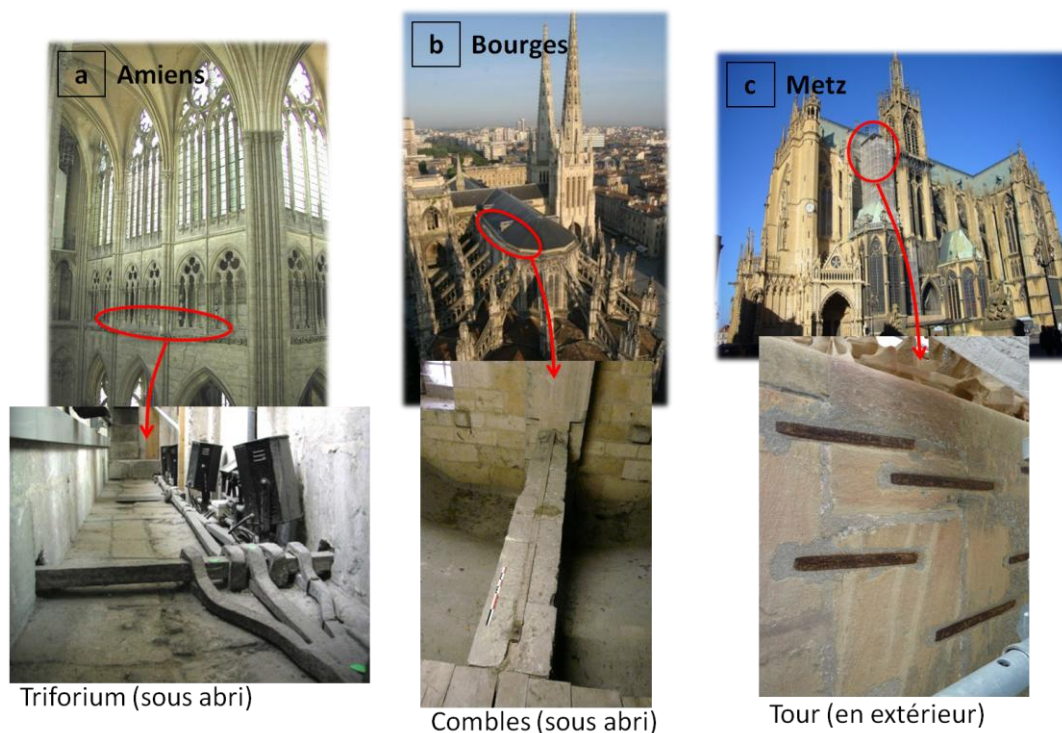 a Amiens
b Bourges
c Metz
Triforium (sous abri)
Combles (sous abri)
Tour (en extérieur)